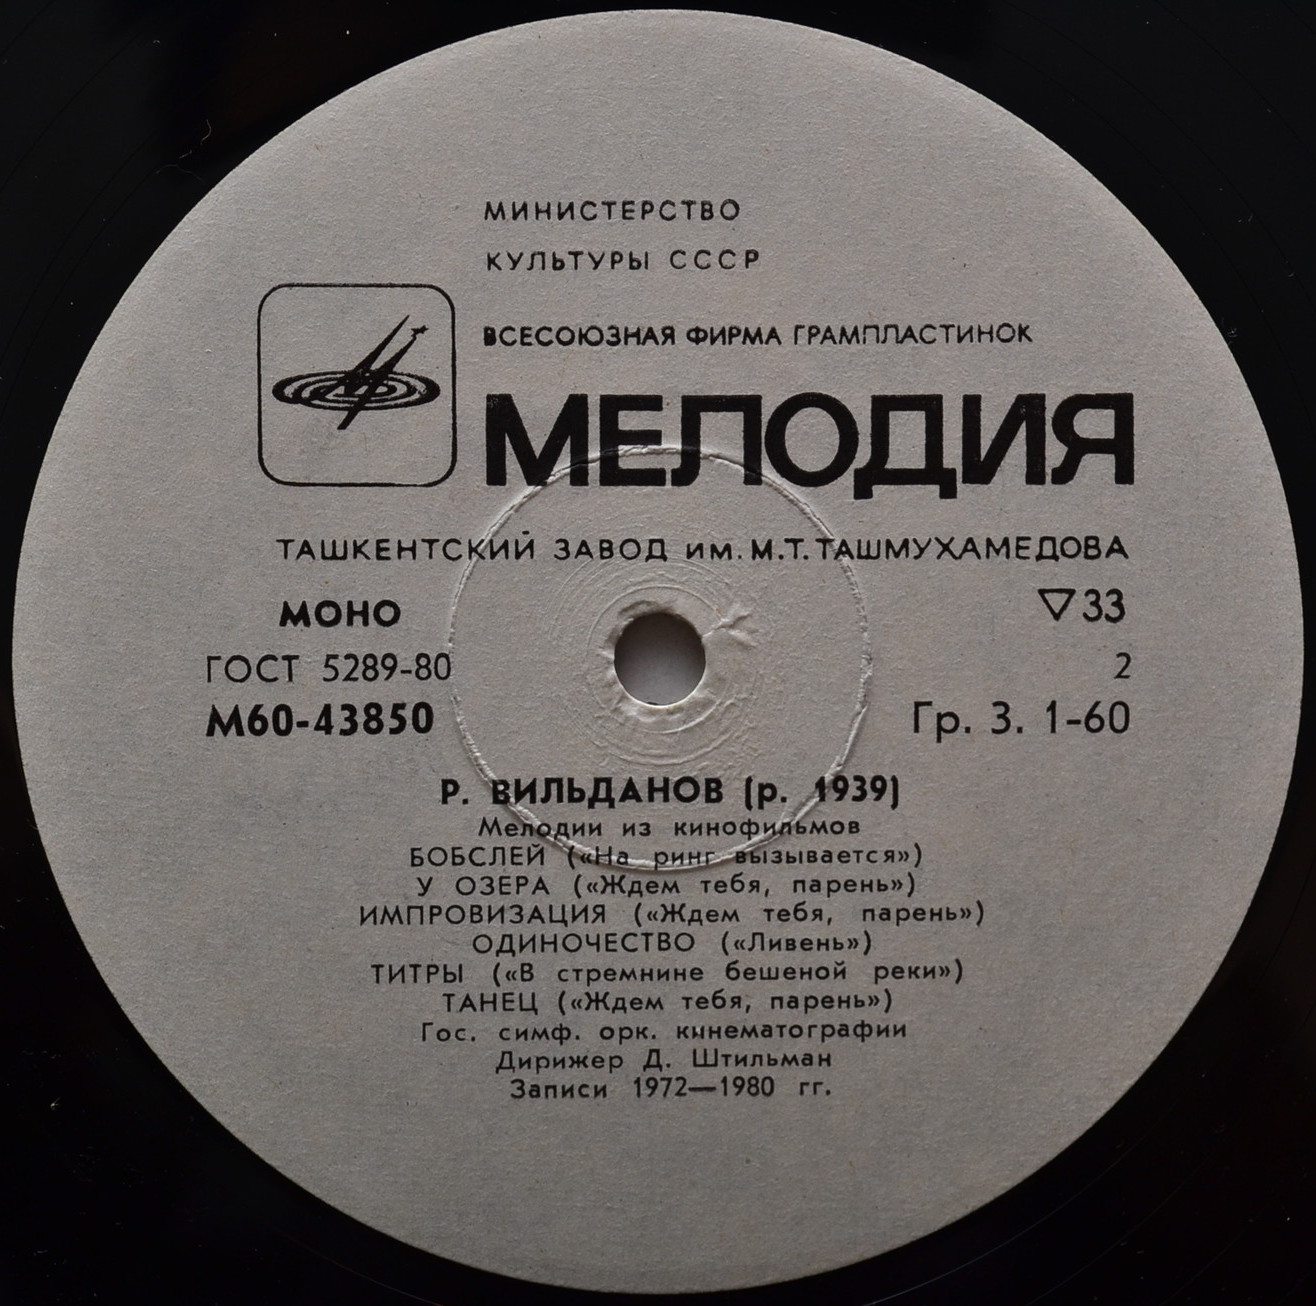 МИНИСТЕРСТВО
КУЛЬТУРЫ СССР
ВСЕСОЮЗНАЯ ФИРМА ГРАМПЛАСТИНОК
МЕЛОДИЯ
ТАШКЕНТСКИЙ ЗАВОД им. М.Т. ТАШМУХАМЕДОВА
МОНО ▽33
ГОСТ 5289-80 2
М60-43850 Гр. 3. 1-60
Р. ВИЛЬДАНОВ (р. 1939)
Мелодии из кинофильмов
БОБСЛЕЙ («На ринг вызывается»)
У ОЗЕРА («Ждем тебя, парень»)
ИМПРОВИЗАЦИЯ («Ждем тебя, парень»)
ОДИНОЧЕСТВО («Ливень»)
ТИТРЫ («В стремнине бешеной реки»)
ТАНЕЦ («Ждем тебя, парень»)
Гос. симф. орк. кинематографии
Дирижер Д. Штильман
Записи 1972—1980 гг.